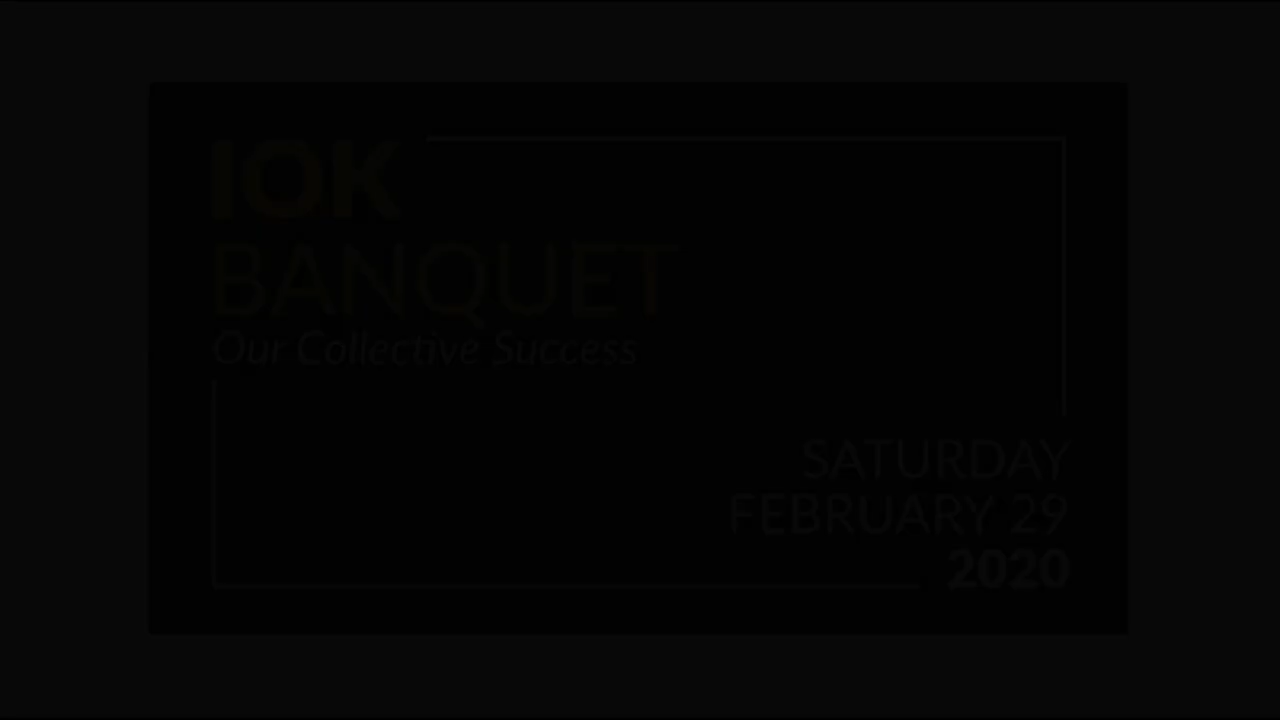 IOK
BANQUET
Our Collective Success
SATURDAY
FEBRUARY 29
2020